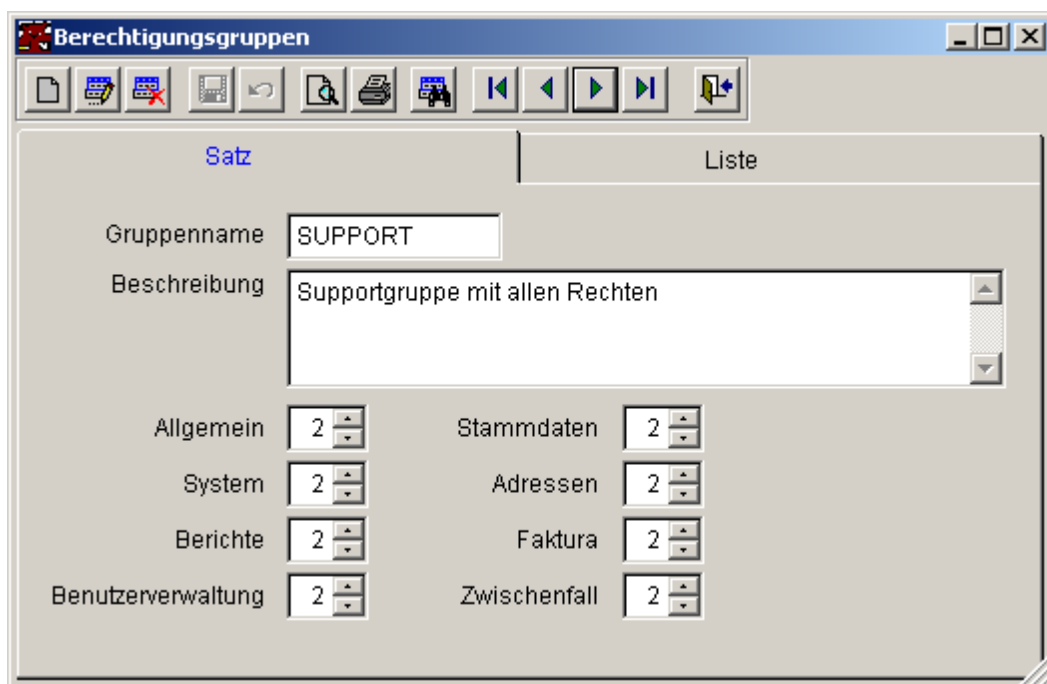 Berechtigungsgruppen
Satz Liste
Gruppenname SUPPORT
Beschreibung Supportgruppe mit allen Rechten
Allgemein 2 Stammdaten 2
System 2 Adressen 2
Berichte 2 Faktura 2
Benutzerverwaltung 2 Zwischenfall 2